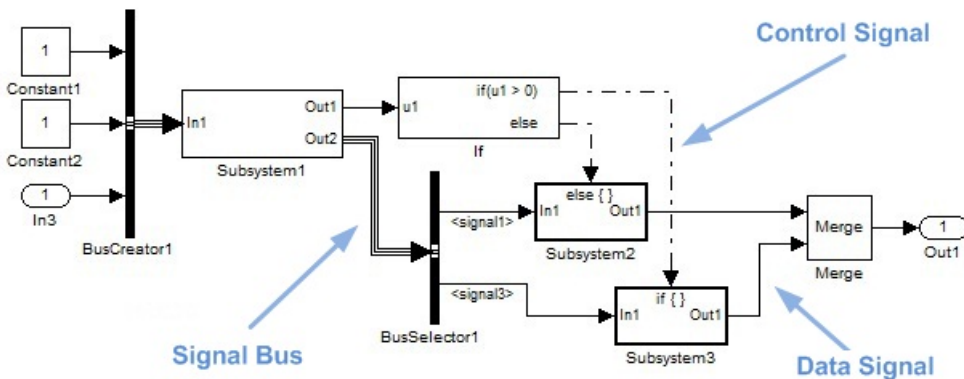 Control Signal
1
Constant1
1
Constant2
1
In3
BusCreator1
In1
Out1
Out2
Subsystem1
u1
if(u1 > 0)
else
If
<signal1>
<signal3>
BusSelector1
else { }
In1
Out1
Subsystem2
if { }
In1
Out1
Subsystem3
Merge
Merge
1
Out1
Signal Bus
Data Signal